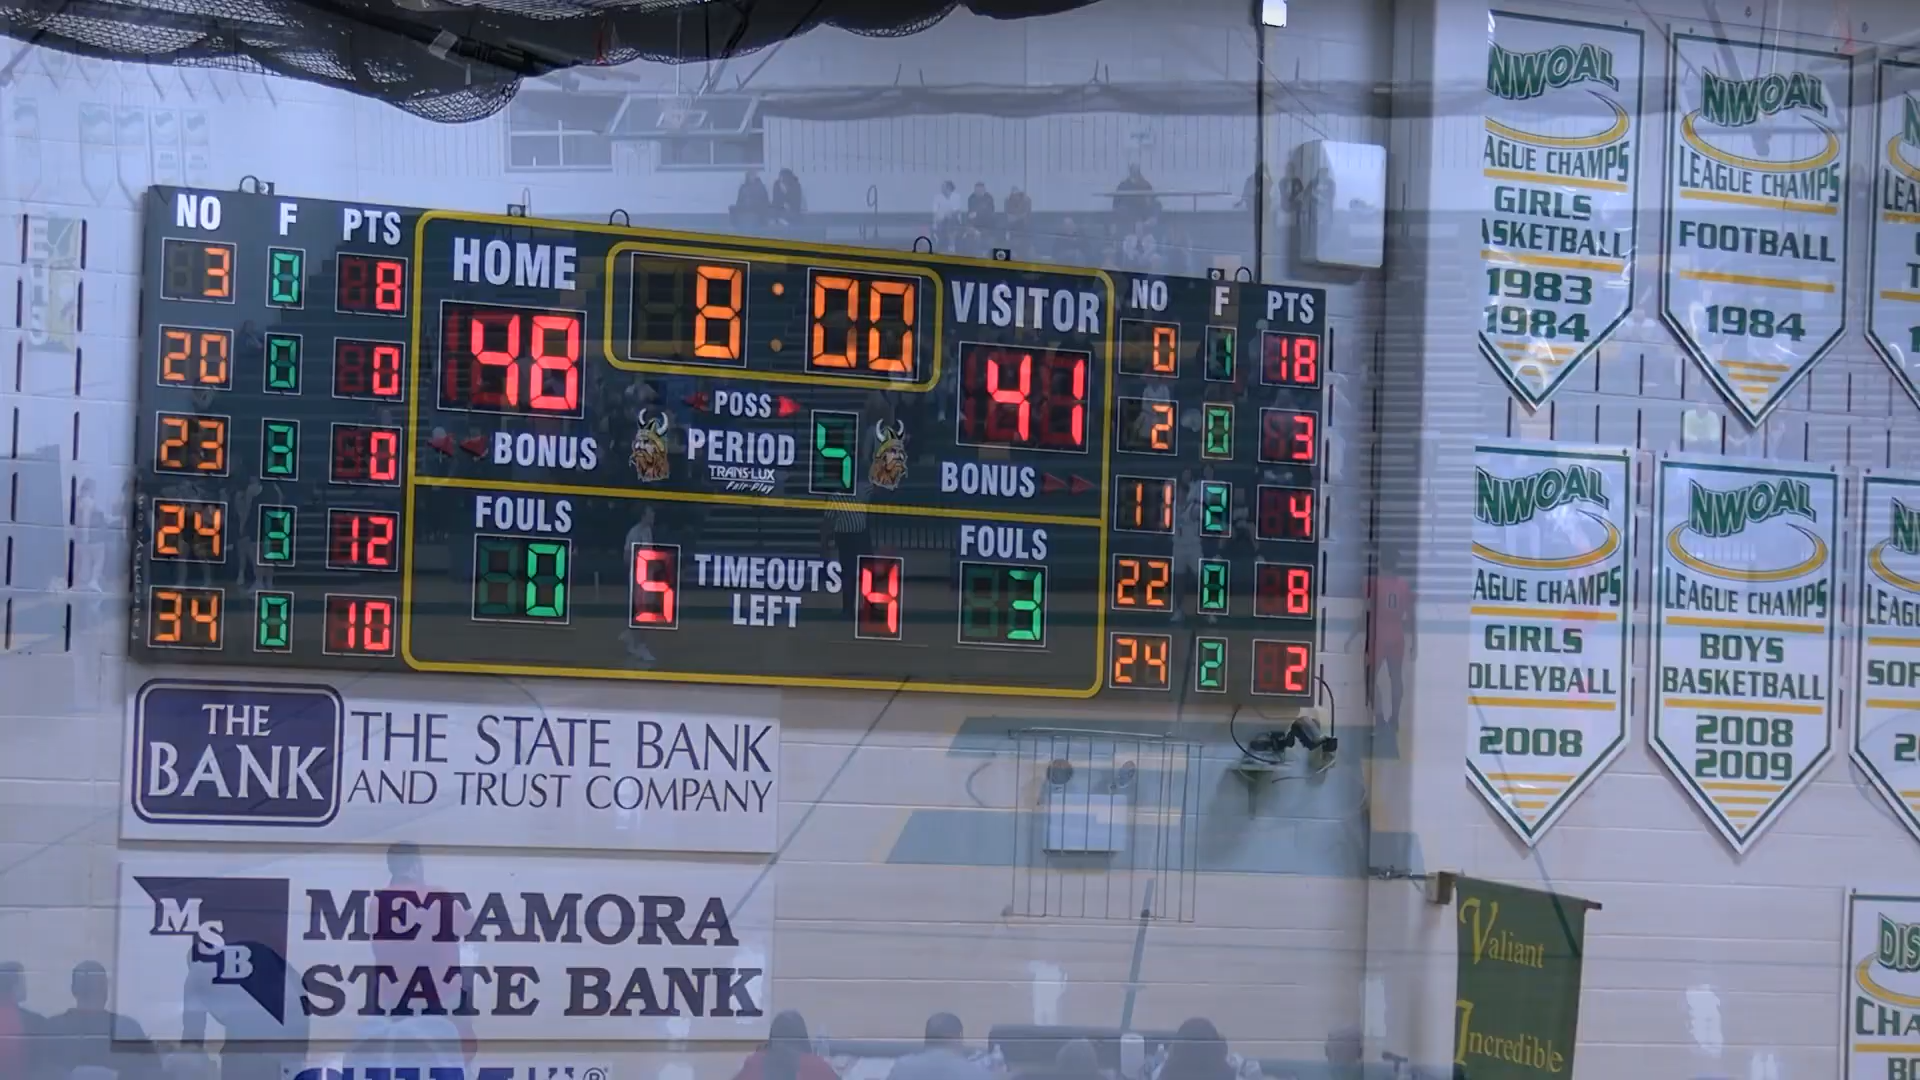 NO F PTS
3 0 8
20 0 0
23 3 0
24 3 12
34 0 10
HOME
48
8:00
VISITOR
41
POSS
BONUS
PERIOD 4
TRANS-LUX
Fair-Play
BONUS
FOULS
0
5 TIMEOUTS LEFT 4
FOULS
3
NO F PTS
0 1 18
2 0 3
11 2 4
22 0 8
24 2 2
THE
BANK
THE STATE BANK
AND TRUST COMPANY
MSB
METAMORA
STATE BANK
NWOAL
AGUE CHAMPS
GIRLS
ASKETBALL
1983
1984
NWOAL
LEAGUE CHAMPS
FOOTBALL
1984
NWOAL
AGUE CHAMPS
GIRLS
OLLEYBALL
2008
NWOAL
LEAGUE CHAMPS
BOYS
BASKETBALL
2008
2009
Valiant
Incredible